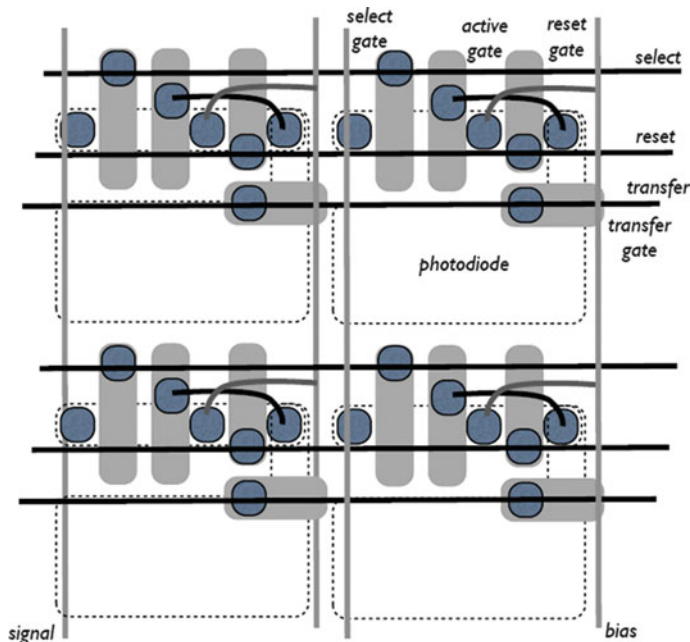 select
gate
active
gate
reset
gate
select
reset
transfer
transfer
gate
photodiode
signal
bias